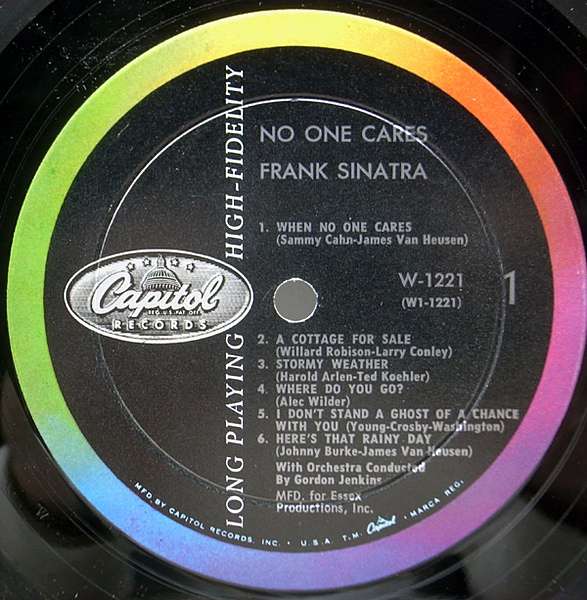 NO ONE CARES
FRANK SINATRA
1. WHEN NO ONE CARES
(Sammy Cahn-James Van Heusen)
W-1221
(W1-1221)
1
Capitol
REG. U.S. PAT. OFF.
RECORDS
LONG PLAYING HIGH-FIDELITY
2. A COTTAGE FOR SALE
(Willard Robison-Larry Conley)
3. STORMY WEATHER
(Harold Arlen-Ted Koehler)
4. WHERE DO YOU GO?
(Alec Wilder)
5. I DON'T STAND A GHOST OF A CHANCE
WITH YOU (Young-Crosby-Washington)
6. HERE'S THAT RAINY DAY
(Johnny Burke-James Van Heusen)
With Orchestra Conducted
By Gordon Jenkins
MFD. for Essex
Productions, Inc.
MFD. BY CAPITOL RECORDS, INC. • U.S.A. T.M. Capitol • MARCA REG.